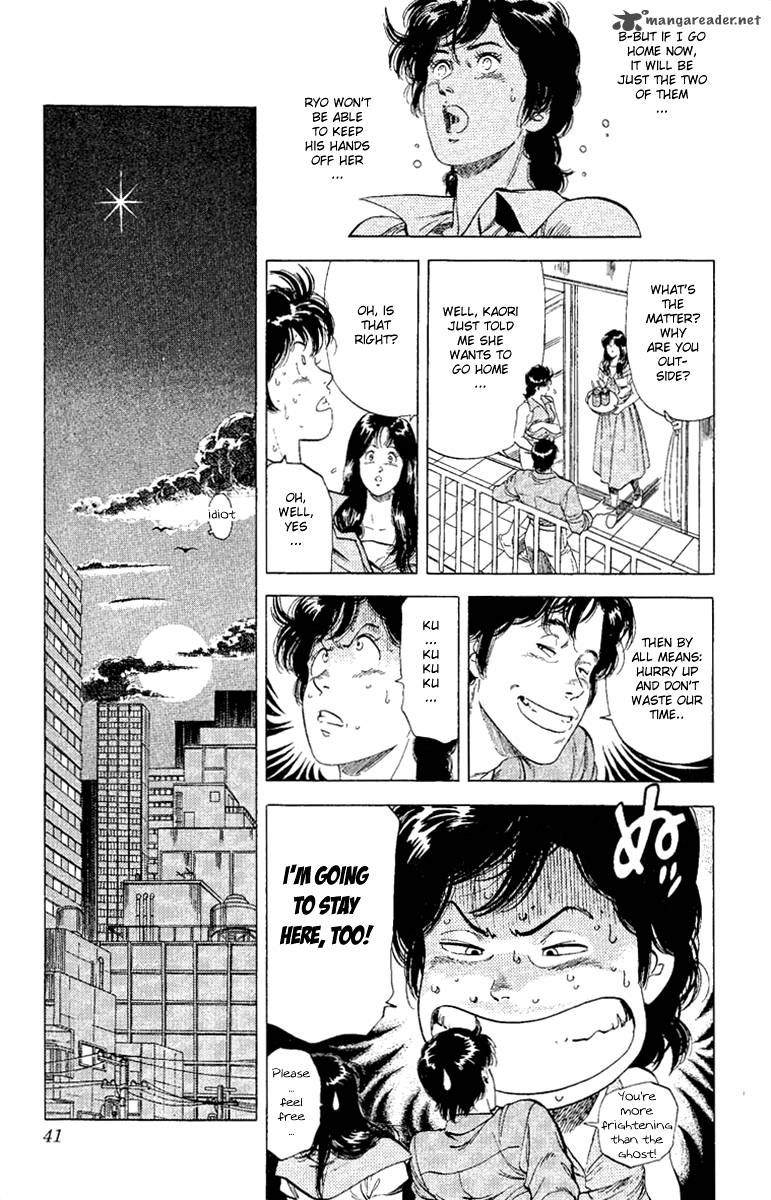 mangareader.net
B-BUT IF I GO
HOME NOW,
IT WILL BE
JUST THE TWO
OF THEM
...
RYO WON'T
BE ABLE
TO KEEP
HIS HANDS
OFF HER
...
WHAT'S
THE
MATTER?
WHY
ARE YOU
OUT-
SIDE?
WELL, KAORI
JUST TOLD
ME SHE
WANTS TO
GO HOME
...
OH, IS
THAT
RIGHT?
OH,
WELL,
YES
...
THEN BY
ALL MEANS:
HURRY UP
AND DON'T
WASTE OUR
TIME..
KU
...
KU
KU
KU
ぬッ
I'M GOING
TO STAY
HERE, TOO!
You're
more
frightening
than the
ghost!
Please
...
feel
free
...
idiot
41